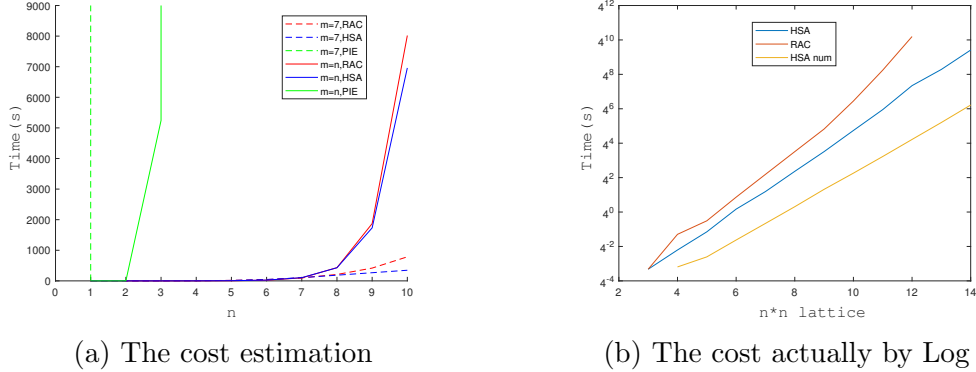 9000
8000
7000
6000
5000
4000
3000
2000
1000
0
Time(s)
0 1 2 3 4 5 6 7 8 9 10
n
m=7,RAC
m=7,HSA
m=7,PIE
m=n,RAC
m=n,HSA
m=n,PIE
(a) The cost estimation
4^12
4^10
4^8
4^6
4^4
4^2
4^0
4^-2
4^-4
Time(s)
2 4 6 8 10 12 14
n*n lattice
HSA
RAC
HSA num
(b) The cost actually by Log